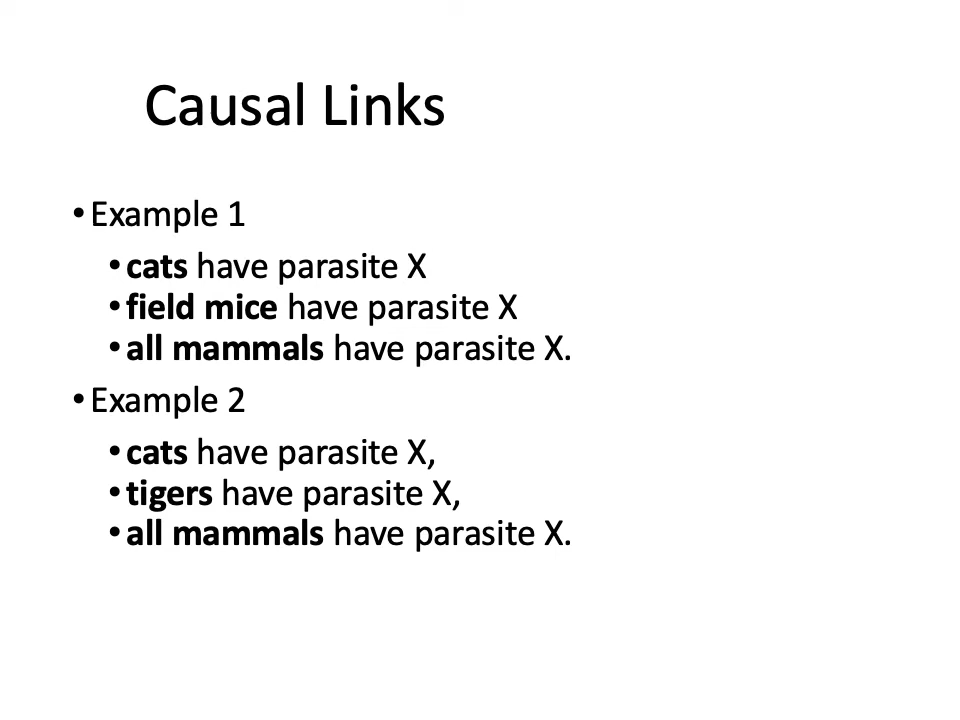 Causal Links
•Example 1
•cats have parasite X
•field mice have parasite X
•all mammals have parasite X.
•Example 2
•cats have parasite X,
•tigers have parasite X,
•all mammals have parasite X.